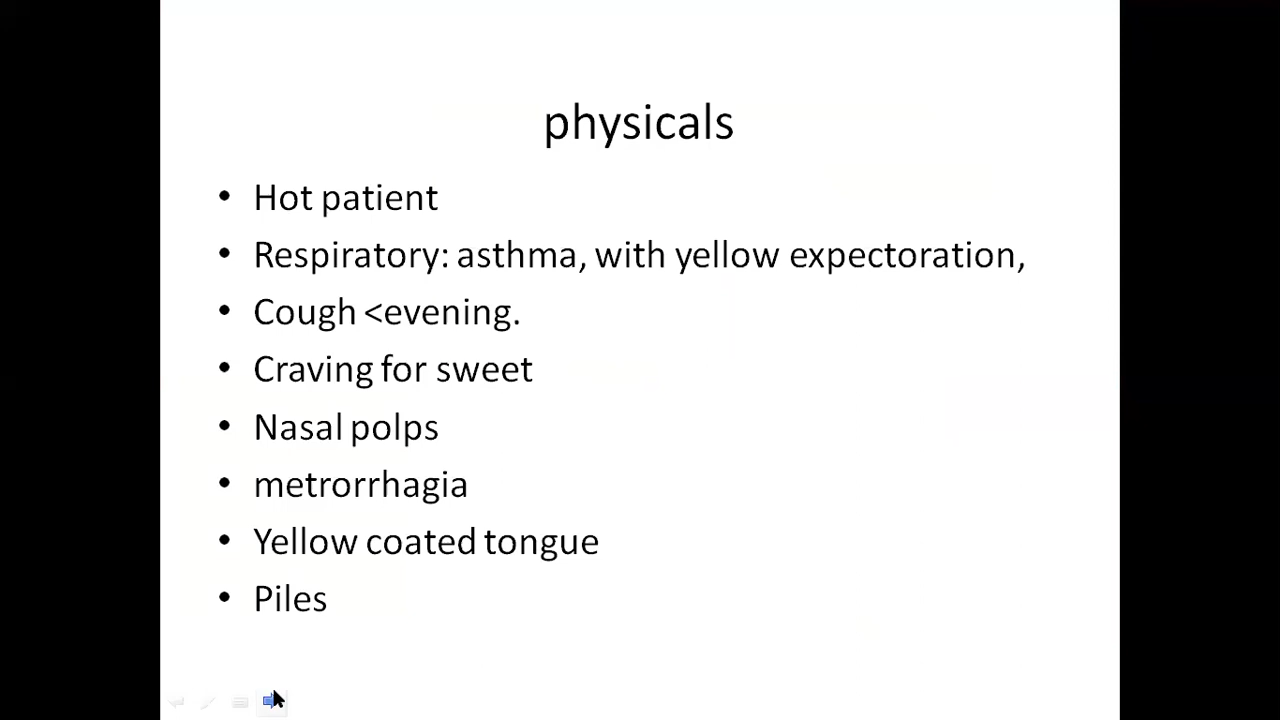 physicals
• Hot patient
• Respiratory: asthma, with yellow expectoration,
• Cough <evening.
• Craving for sweet
• Nasal polps
• metrorrhagia
• Yellow coated tongue
• Piles